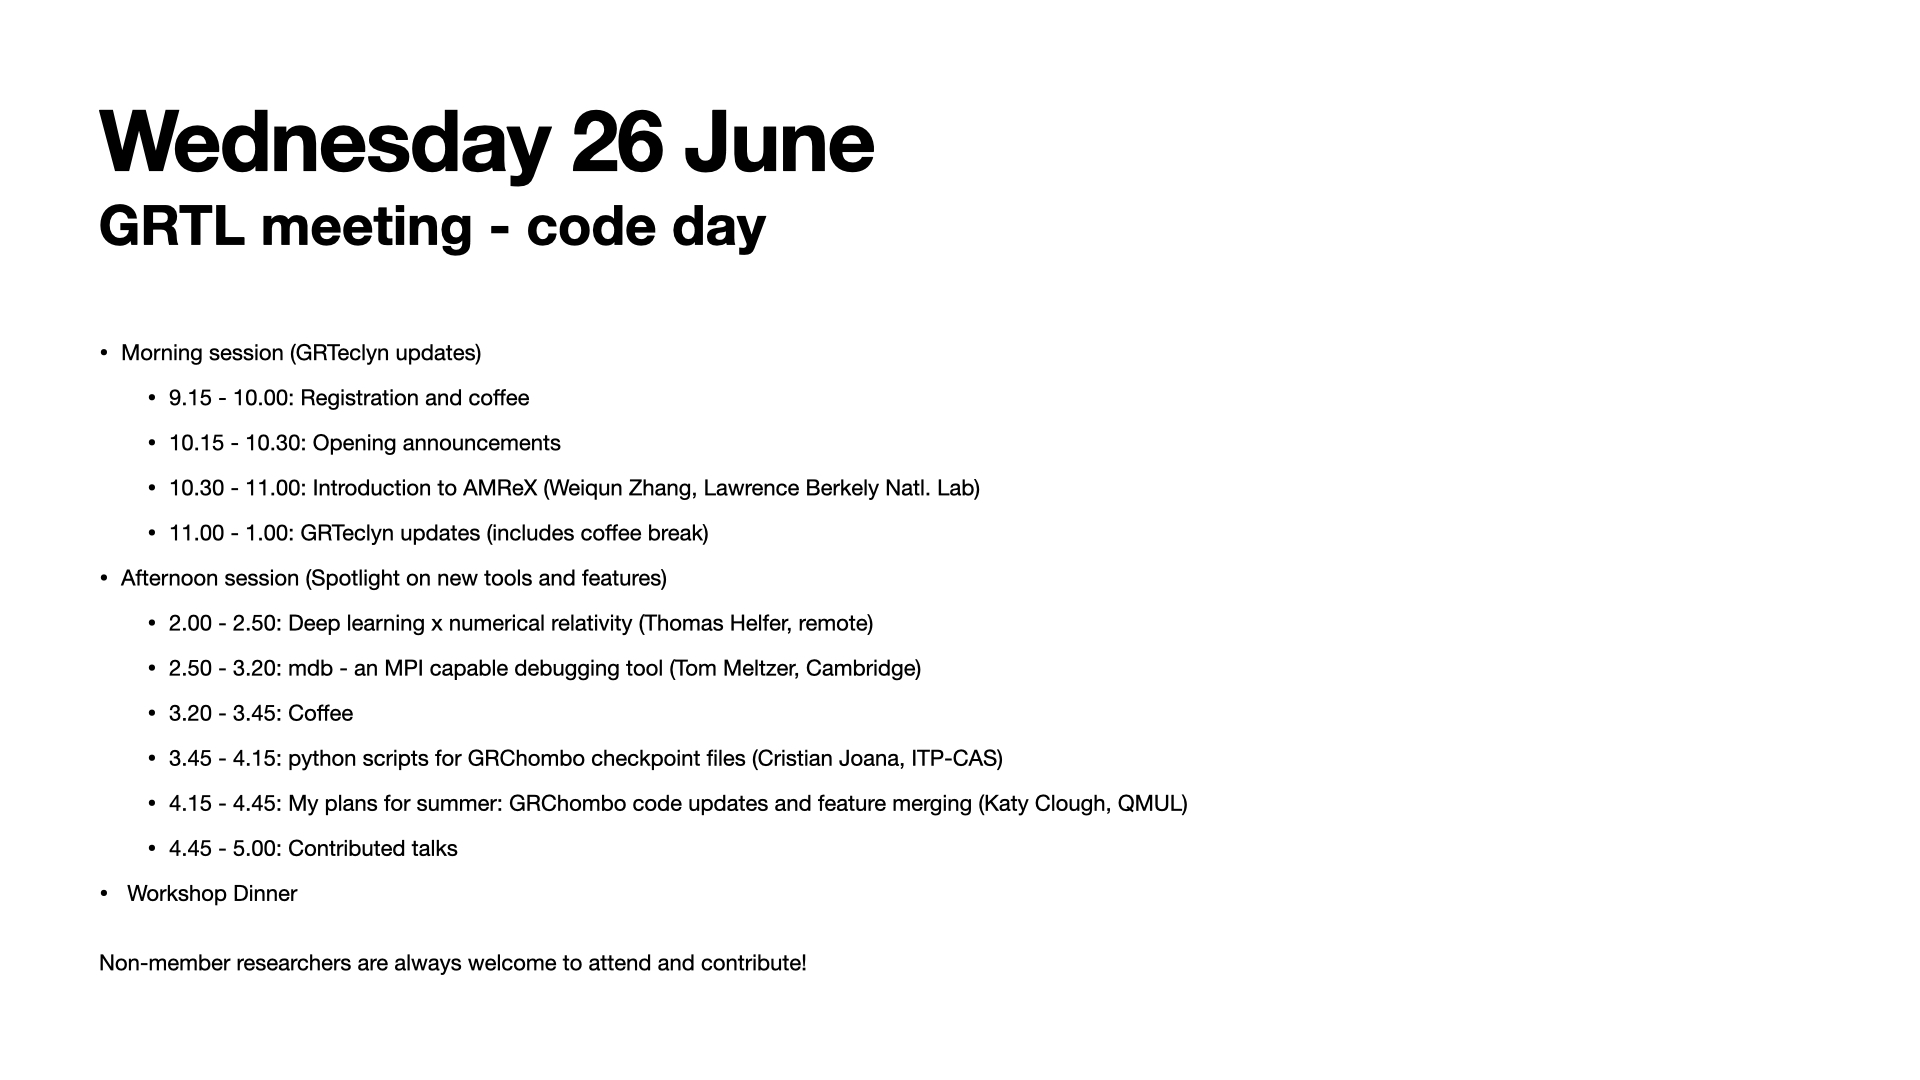 Wednesday 26 June
GRTL meeting - code day
• Morning session (GRTeclyn updates)
• 9.15 - 10.00: Registration and coffee
• 10.15 - 10.30: Opening announcements
• 10.30 - 11.00: Introduction to AMReX (Weiqun Zhang, Lawrence Berkely Natl. Lab)
• 11.00 - 1.00: GRTeclyn updates (includes coffee break)
• Afternoon session (Spotlight on new tools and features)
• 2.00 - 2.50: Deep learning x numerical relativity (Thomas Helfer, remote)
• 2.50 - 3.20: mdb - an MPI capable debugging tool (Tom Meltzer, Cambridge)
• 3.20 - 3.45: Coffee
• 3.45 - 4.15: python scripts for GRChombo checkpoint files (Cristian Joana, ITP-CAS)
• 4.15 - 4.45: My plans for summer: GRChombo code updates and feature merging (Katy Clough, QMUL)
• 4.45 - 5.00: Contributed talks
• Workshop Dinner
Non-member researchers are always welcome to attend and contribute!